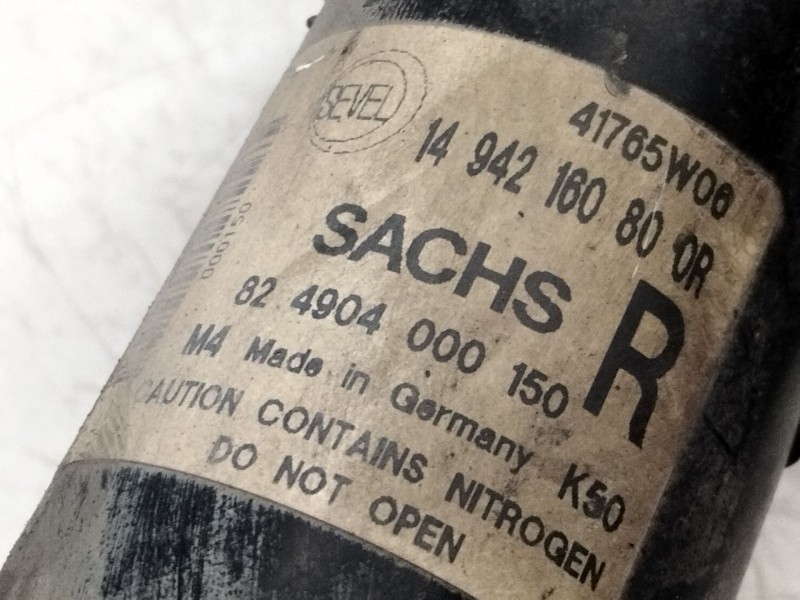 SEVEL
41765W06
14 942 160 80 0R
SACHS
R
82 4904 000 150
M4 Made in Germany K50
CAUTION CONTAINS NITROGEN
DO NOT OPEN
000150